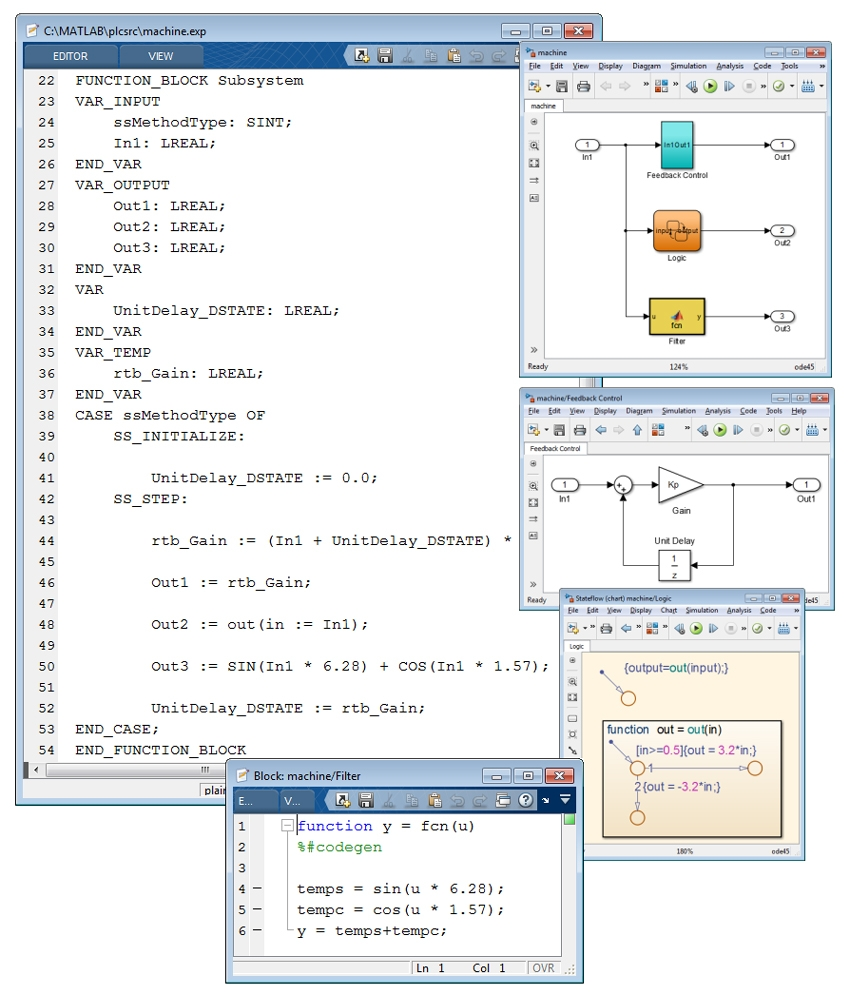 C:\MATLAB\plcsrc\machine.exp
EDITOR VIEW
22 FUNCTION_BLOCK Subsystem
23 VAR_INPUT
24 ssMethodType: SINT;
25 In1: LREAL;
26 END_VAR
27 VAR_OUTPUT
28 Out1: LREAL;
29 Out2: LREAL;
30 Out3: LREAL;
31 END_VAR
32 VAR
33 UnitDelay_DSTATE: LREAL;
34 END_VAR
35 VAR_TEMP
36 rtb_Gain: LREAL;
37 END_VAR
38 CASE ssMethodType OF
39 SS_INITIALIZE:
40
41 UnitDelay_DSTATE := 0.0;
42 SS_STEP:
43
44 rtb_Gain := (In1 + UnitDelay_DSTATE) *
45
46 Out1 := rtb_Gain;
47
48 Out2 := out(in := In1);
49
50 Out3 := SIN(In1 * 6.28) + COS(In1 * 1.57);
51
52 UnitDelay_DSTATE := rtb_Gain;
53 END_CASE;
54 END_FUNCTION_BLOCK
plain
machine
File Edit View Display Diagram Simulation Analysis Code Tools »
machine
1 In1Out1 1
In1 Out1
Feedback Control
input output 2
Out2
Logic
u fcn y 3
Out3
Filter
Ready 124% ode45
machine/Feedback Control
File Edit View Display Diagram Simulation Analysis Code Tools Help
Feedback Control
1 + + Kp 1
In1 Gain Out1
Unit Delay
1
z
Ready de45
Stateflow (chart) machine/Logic
File Edit View Display Chart Simulation Analysis Code »
Logic
{output=out(input);}
function out = out(in)
[in>=0.5]{out = 3.2*in;}
1
2 {out = -3.2*in;}
180% ode45
Block: machine/Filter
E... V...
1 function y = fcn(u)
2 %#codegen
3
4 – temps = sin(u * 6.28);
5 – tempc = cos(u * 1.57);
6 – y = temps+tempc;
Ln 1 Col 1 OVR